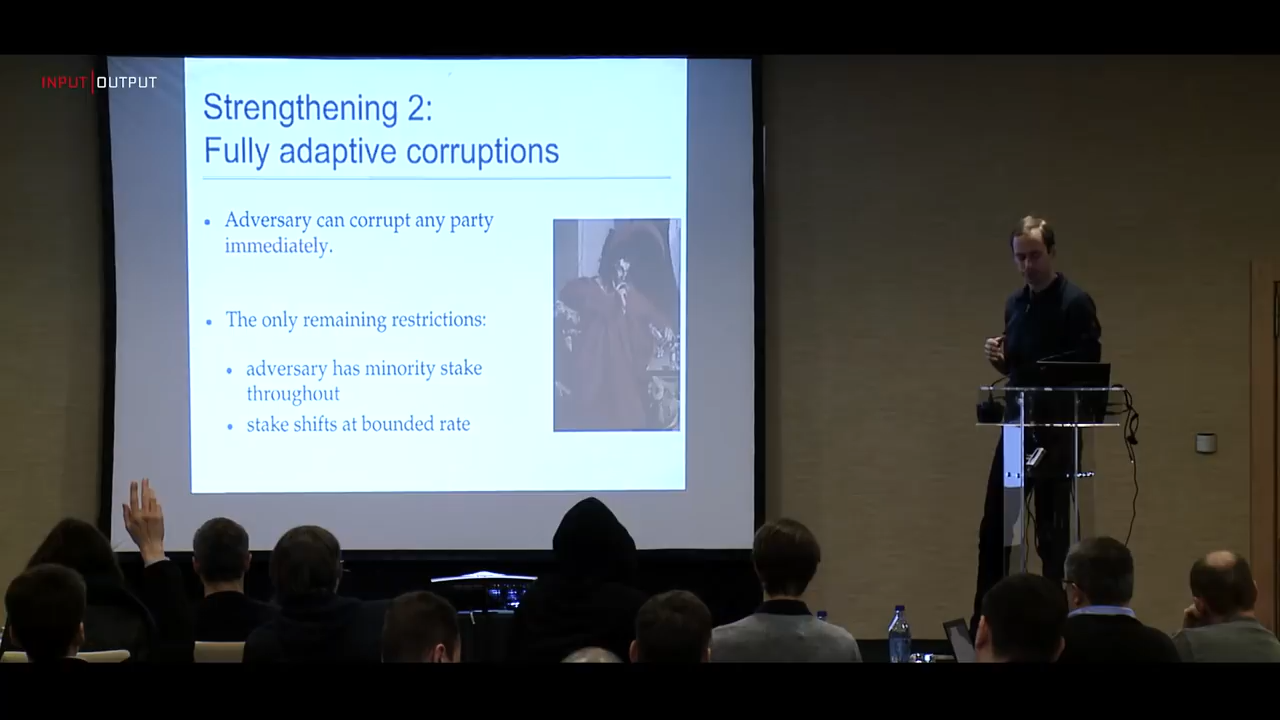 INPUT|OUTPUT
Strengthening 2:
Fully adaptive corruptions
• Adversary can corrupt any party
immediately.
• The only remaining restrictions:
• adversary has minority stake
throughout
• stake shifts at bounded rate